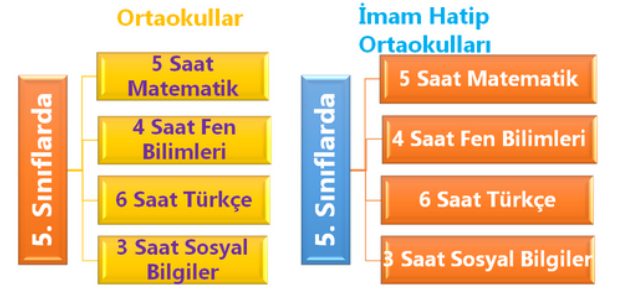 Ortaokullar
5. Sınıflarda
5 Saat
Matematik
4 Saat Fen
Bilimleri
6 Saat Türkçe
3 Saat Sosyal
Bilgiler
İmam Hatip
Ortaokulları
5. Sınıflarda
5 Saat Matematik
4 Saat Fen Bilimleri
6 Saat Türkçe
3 Saat Sosyal Bilgiler